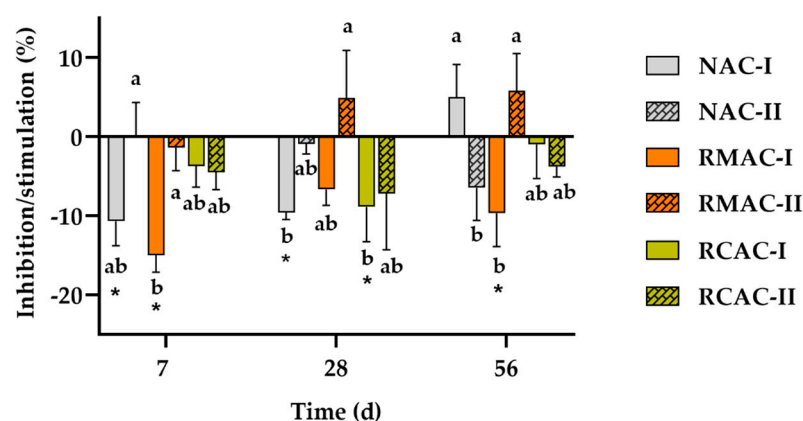 Inhibition/stimulation (%)
10
0
-10
-20
a
ab
*
b
*
a
ab
ab
b
*
ab
ab
a
b
*
ab
a
b
b
*
a
ab
ab
7
28
56
Time (d)
NAC-I
NAC-II
RMAC-I
RMAC-II
RCAC-I
RCAC-II